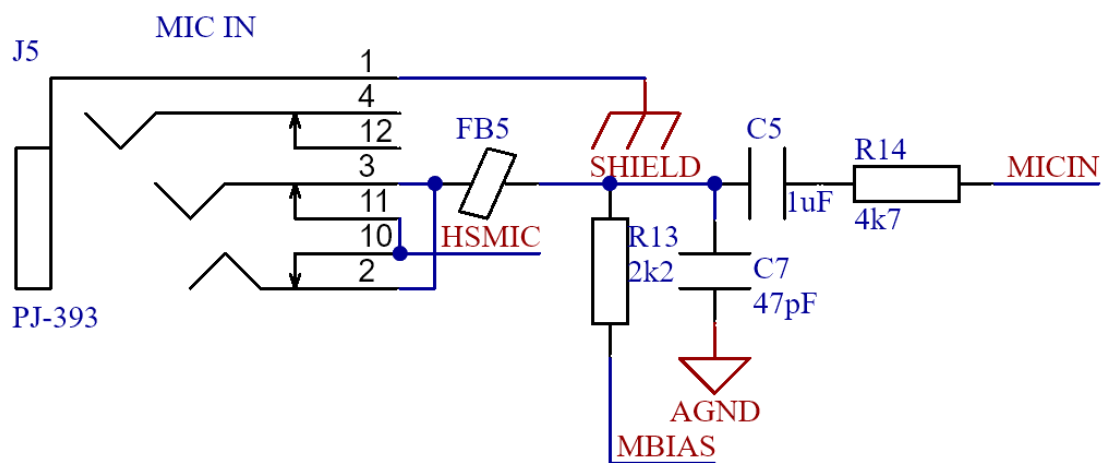 MIC IN
J5
1
4
12
3
11
10
2
PJ-393
FB5
HSMIC
SHIELD
R13
2k2
C5
1uF
R14
4k7
MICIN
C7
47pF
AGND
MBIAS